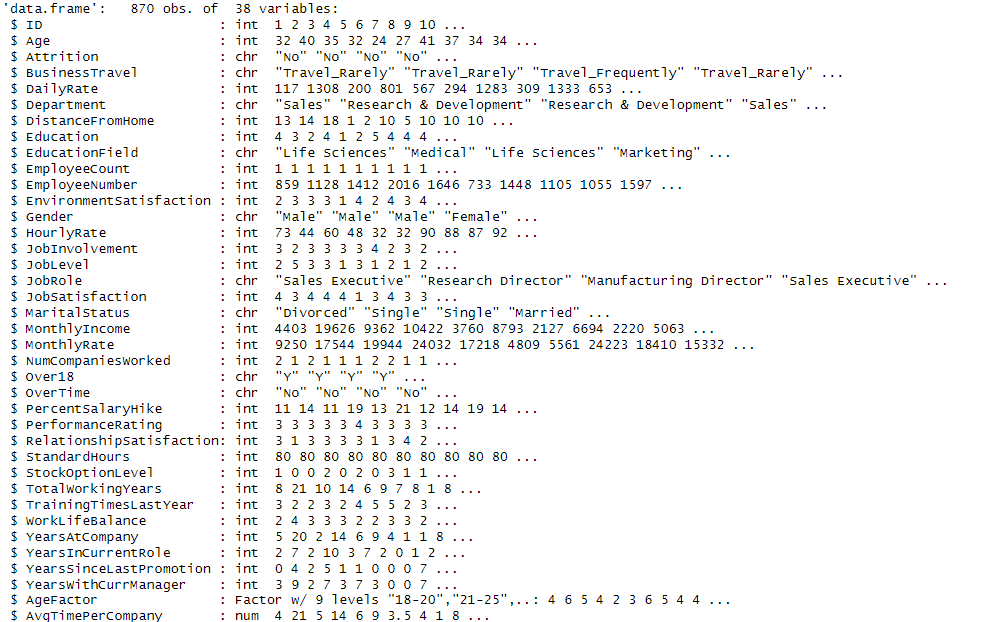 'data.frame':   870 obs. of  38 variables:
 $ ID                      : int  1 2 3 4 5 6 7 8 9 10 ...
 $ Age                     : int  32 40 35 32 24 27 41 37 34 34 ...
 $ Attrition               : chr  "No" "No" "No" "No" ...
 $ BusinessTravel          : chr  "Travel_Rarely" "Travel_Rarely" "Travel_Frequently" "Travel_Rarely" ...
 $ DailyRate               : int  117 1308 200 801 567 294 1283 309 1333 653 ...
 $ Department              : chr  "Sales" "Research & Development" "Research & Development" "Sales" ...
 $ DistanceFromHome        : int  13 14 18 1 2 10 5 10 10 10 ...
 $ Education               : int  4 3 2 4 1 2 5 4 4 4 ...
 $ EducationField          : chr  "Life Sciences" "Medical" "Life Sciences" "Marketing" ...
 $ EmployeeCount           : int  1 1 1 1 1 1 1 1 1 1 ...
 $ EmployeeNumber          : int  859 1128 1412 2016 1646 733 1448 1105 1055 1597 ...
 $ EnvironmentSatisfaction : int  2 3 3 3 1 4 2 4 3 4 ...
 $ Gender                  : chr  "Male" "Male" "Male" "Female" ...
 $ HourlyRate              : int  73 44 60 48 32 32 90 88 87 92 ...
 $ JobInvolvement          : int  3 2 3 3 3 3 4 2 3 2 ...
 $ JobLevel                : int  2 5 3 3 1 3 1 2 1 2 ...
 $ JobRole                 : chr  "Sales Executive" "Research Director" "Manufacturing Director" "Sales Executive" ...
 $ JobSatisfaction         : int  4 3 4 4 4 1 3 4 3 3 ...
 $ MaritalStatus           : chr  "Divorced" "Single" "Single" "Married" ...
 $ MonthlyIncome           : int  4403 19626 9362 10422 3760 8793 2127 6694 2220 5063 ...
 $ MonthlyRate             : int  9250 17544 19944 24032 17218 4809 5561 24223 18410 15332 ...
 $ NumCompaniesWorked      : int  2 1 2 1 1 1 2 2 1 1 ...
 $ Over18                  : chr  "Y" "Y" "Y" "Y" ...
 $ OverTime                : chr  "No" "No" "No" "No" ...
 $ PercentSalaryHike       : int  11 14 11 19 13 21 12 14 19 14 ...
 $ PerformanceRating       : int  3 3 3 3 3 4 3 3 3 3 ...
 $ RelationshipSatisfaction: int  3 1 3 3 3 3 1 3 4 2 ...
 $ StandardHours           : int  80 80 80 80 80 80 80 80 80 80 ...
 $ StockOptionLevel        : int  1 0 0 2 0 2 0 3 1 1 ...
 $ TotalWorkingYears       : int  8 21 10 14 6 9 7 8 1 8 ...
 $ TrainingTimesLastYear   : int  3 2 2 3 2 4 5 5 2 3 ...
 $ WorkLifeBalance         : int  2 4 3 3 3 2 2 3 3 2 ...
 $ YearsAtCompany          : int  5 20 2 14 6 9 4 1 1 8 ...
 $ YearsInCurrentRole      : int  2 7 2 10 3 7 2 0 1 2 ...
 $ YearsSinceLastPromotion : int  0 4 2 5 1 1 0 0 0 7 ...
 $ YearsWithCurrManager    : int  3 9 2 7 3 7 3 0 0 7 ...
 $ AgeFactor               : Factor w/ 9 levels "18-20","21-25",..: 4 6 5 4 2 3 6 5 4 4 ...
 $ AvgTimePerCompany       : num  4 21 5 14 6 9 3.5 4 1 8 ...